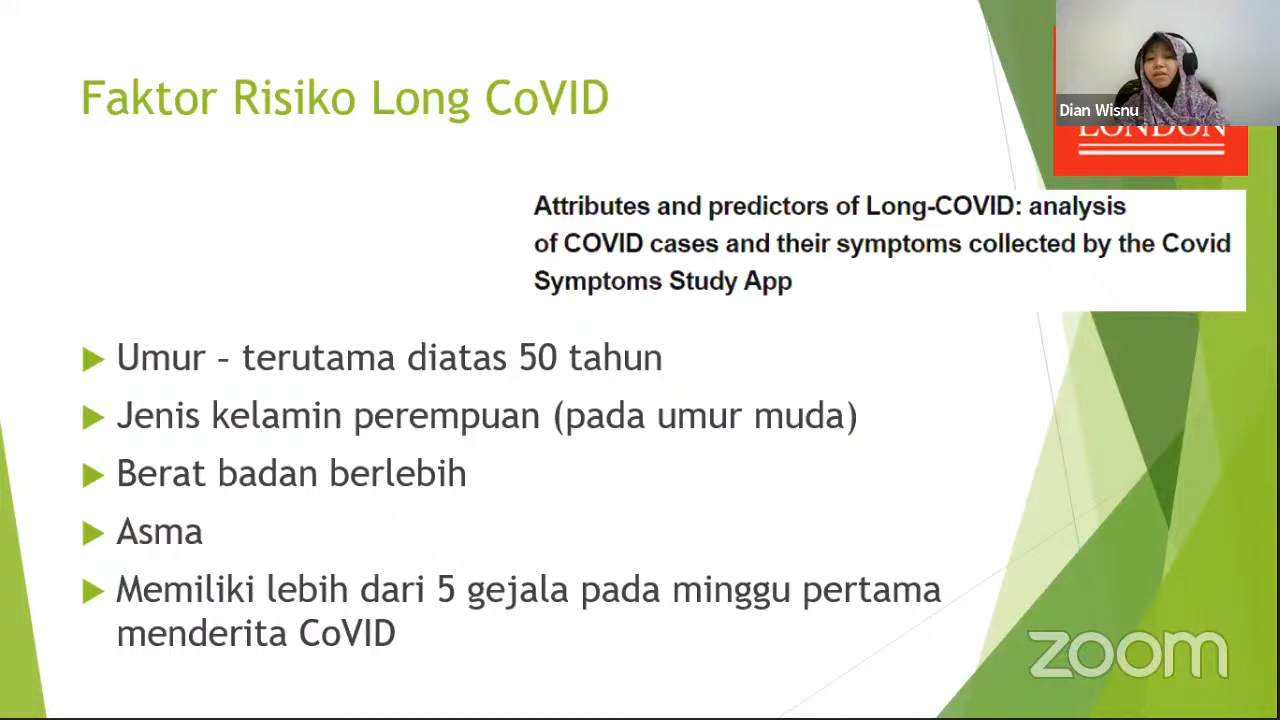 Faktor Risiko Long CoVID
Dian Wisnu
LONDON
Attributes and predictors of Long-COVID: analysis
of COVID cases and their symptoms collected by the Covid
Symptoms Study App
Umur – terutama diatas 50 tahun
Jenis kelamin perempuan (pada umur muda)
Berat badan berlebih
Asma
Memiliki lebih dari 5 gejala pada minggu pertama
menderita CoVID
zoom